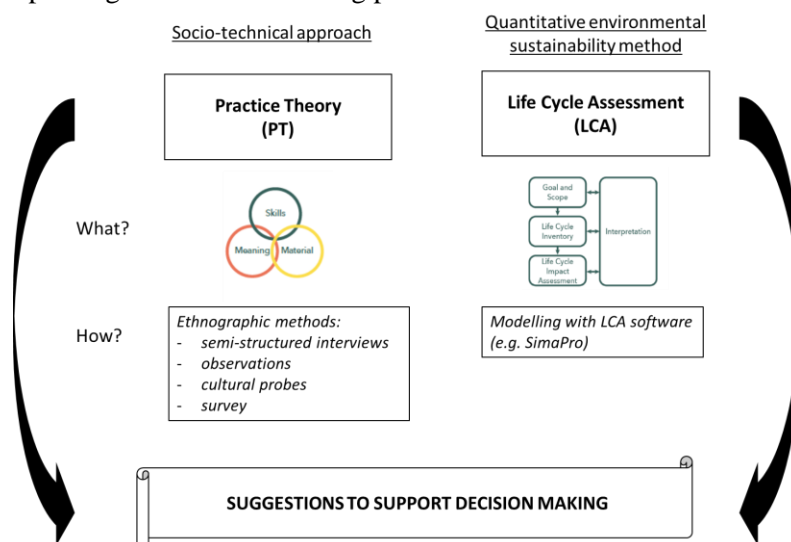 Socio-technical approach
Quantitative environmental
sustainability method
Practice Theory
(PT)
Life Cycle Assessment
(LCA)
What?
Skills
Meaning
Material
Goal and
Scope
Life Cycle
Inventory
Life Cycle
Impact
Assessment
Interpretation
How?
Ethnographic methods:
- semi-structured interviews
- observations
- cultural probes
- survey
Modelling with LCA software
(e.g. SimaPro)
SUGGESTIONS TO SUPPORT DECISION MAKING